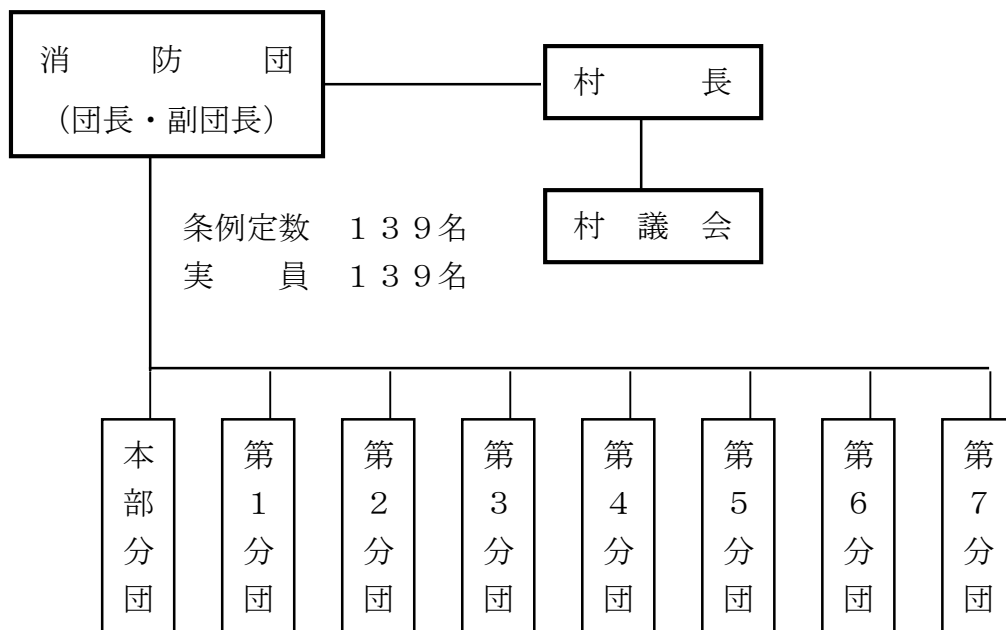 消　防　団
（団長・副団長）
村　長
村　議　会
条例定数　１３９名
実　　員　１３９名
本部分団
第１分団
第２分団
第３分団
第４分団
第５分団
第６分団
第７分団